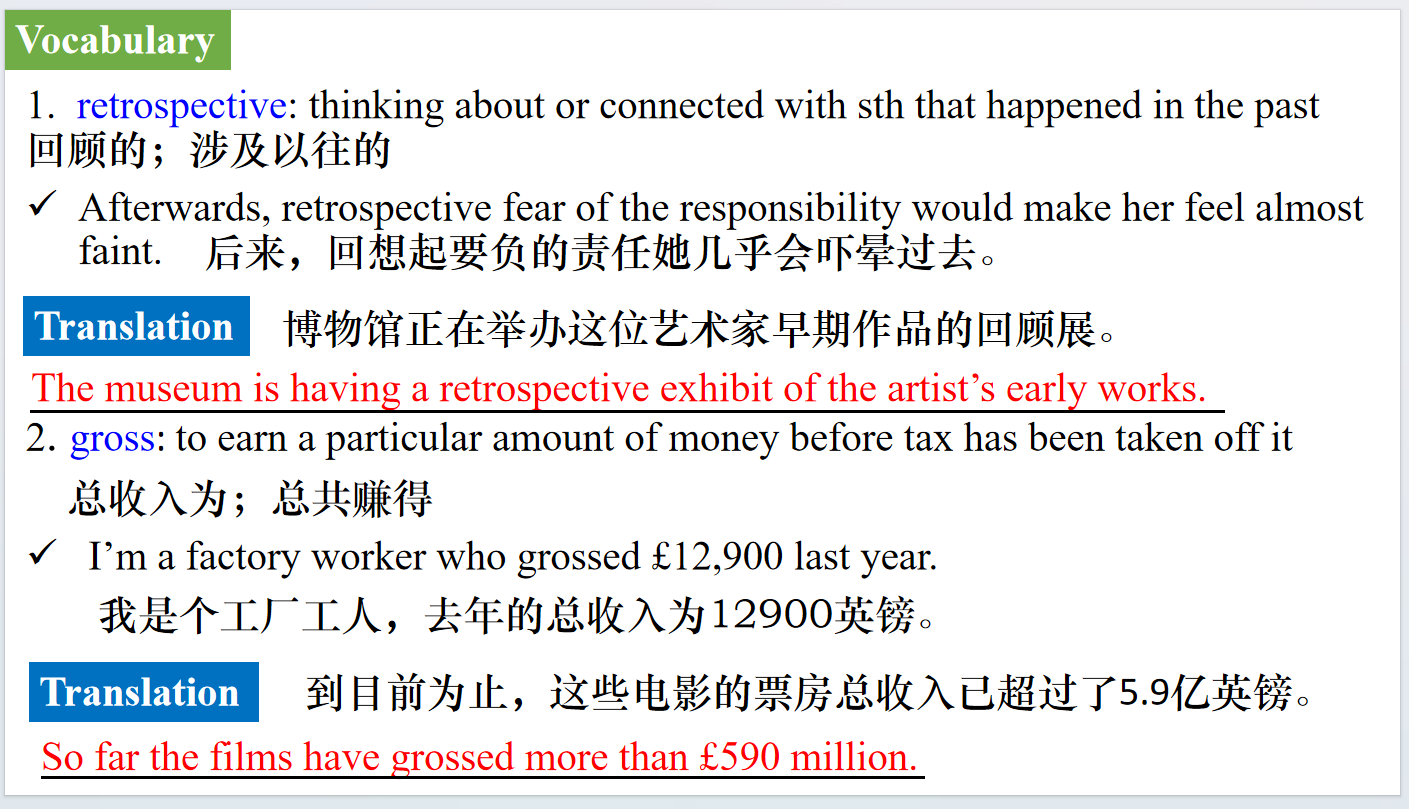 Vocabulary
1. retrospective: thinking about or connected with sth that happened in the past
回顾的；涉及以往的
✓ Afterwards, retrospective fear of the responsibility would make her feel almost
faint. 后来，回想起要负的责任她几乎会吓晕过去。
Translation 博物馆正在举办这位艺术家早期作品的回顾展。
The museum is having a retrospective exhibit of the artist’s early works.
2. gross: to earn a particular amount of money before tax has been taken off it
总收入为；总共赚得
✓ I’m a factory worker who grossed £12,900 last year.
我是个工厂工人，去年的总收入为12900英镑。
Translation 到目前为止，这些电影的票房总收入已超过了5.9亿英镑。
So far the films have grossed more than £590 million.